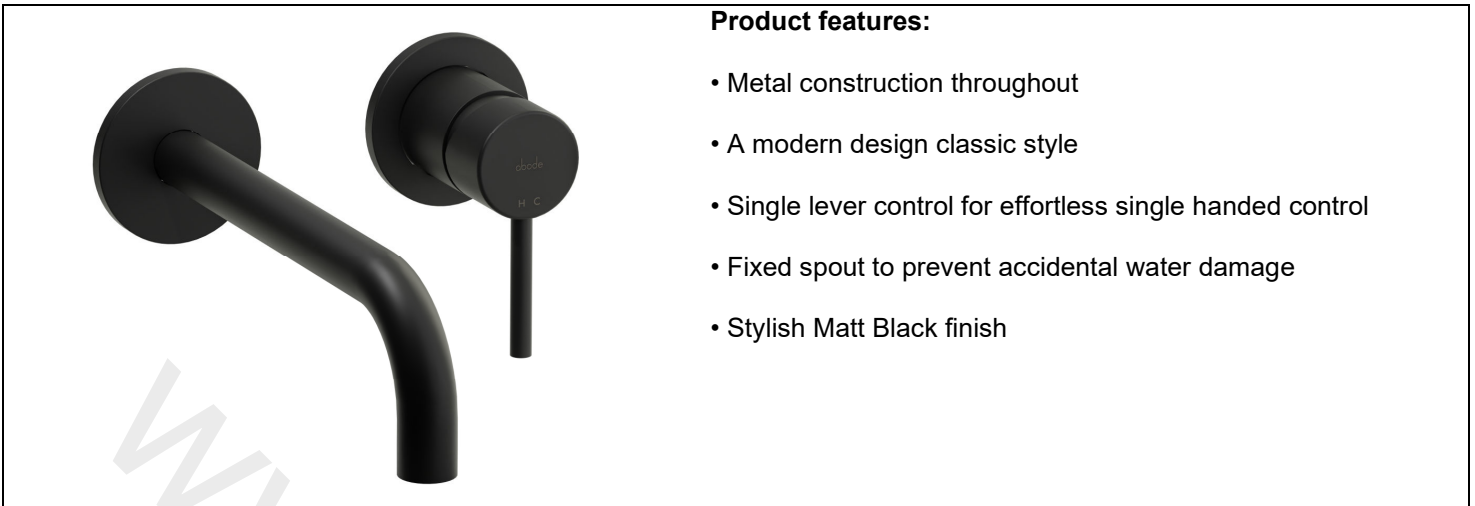 abode
H C
Product features:
• Metal construction throughout
• A modern design classic style
• Single lever control for effortless single handed control
• Fixed spout to prevent accidental water damage
• Stylish Matt Black finish
W